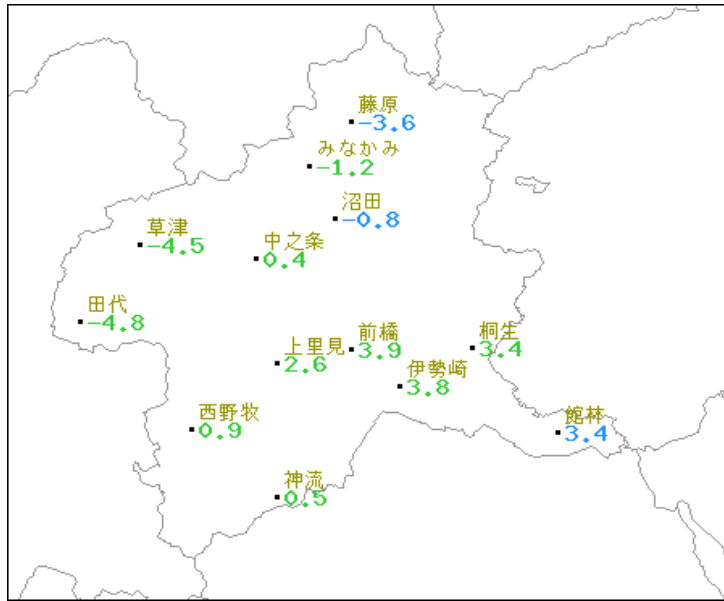 藤原
-3.6
みなかみ
-1.2
沼田
-0.8
草津
-4.5
中之条
0.4
田代
-4.8
上里見
2.6
前橋
3.9
桐生
3.4
伊勢崎
3.8
西野牧
0.9
館林
3.4
神流
0.5